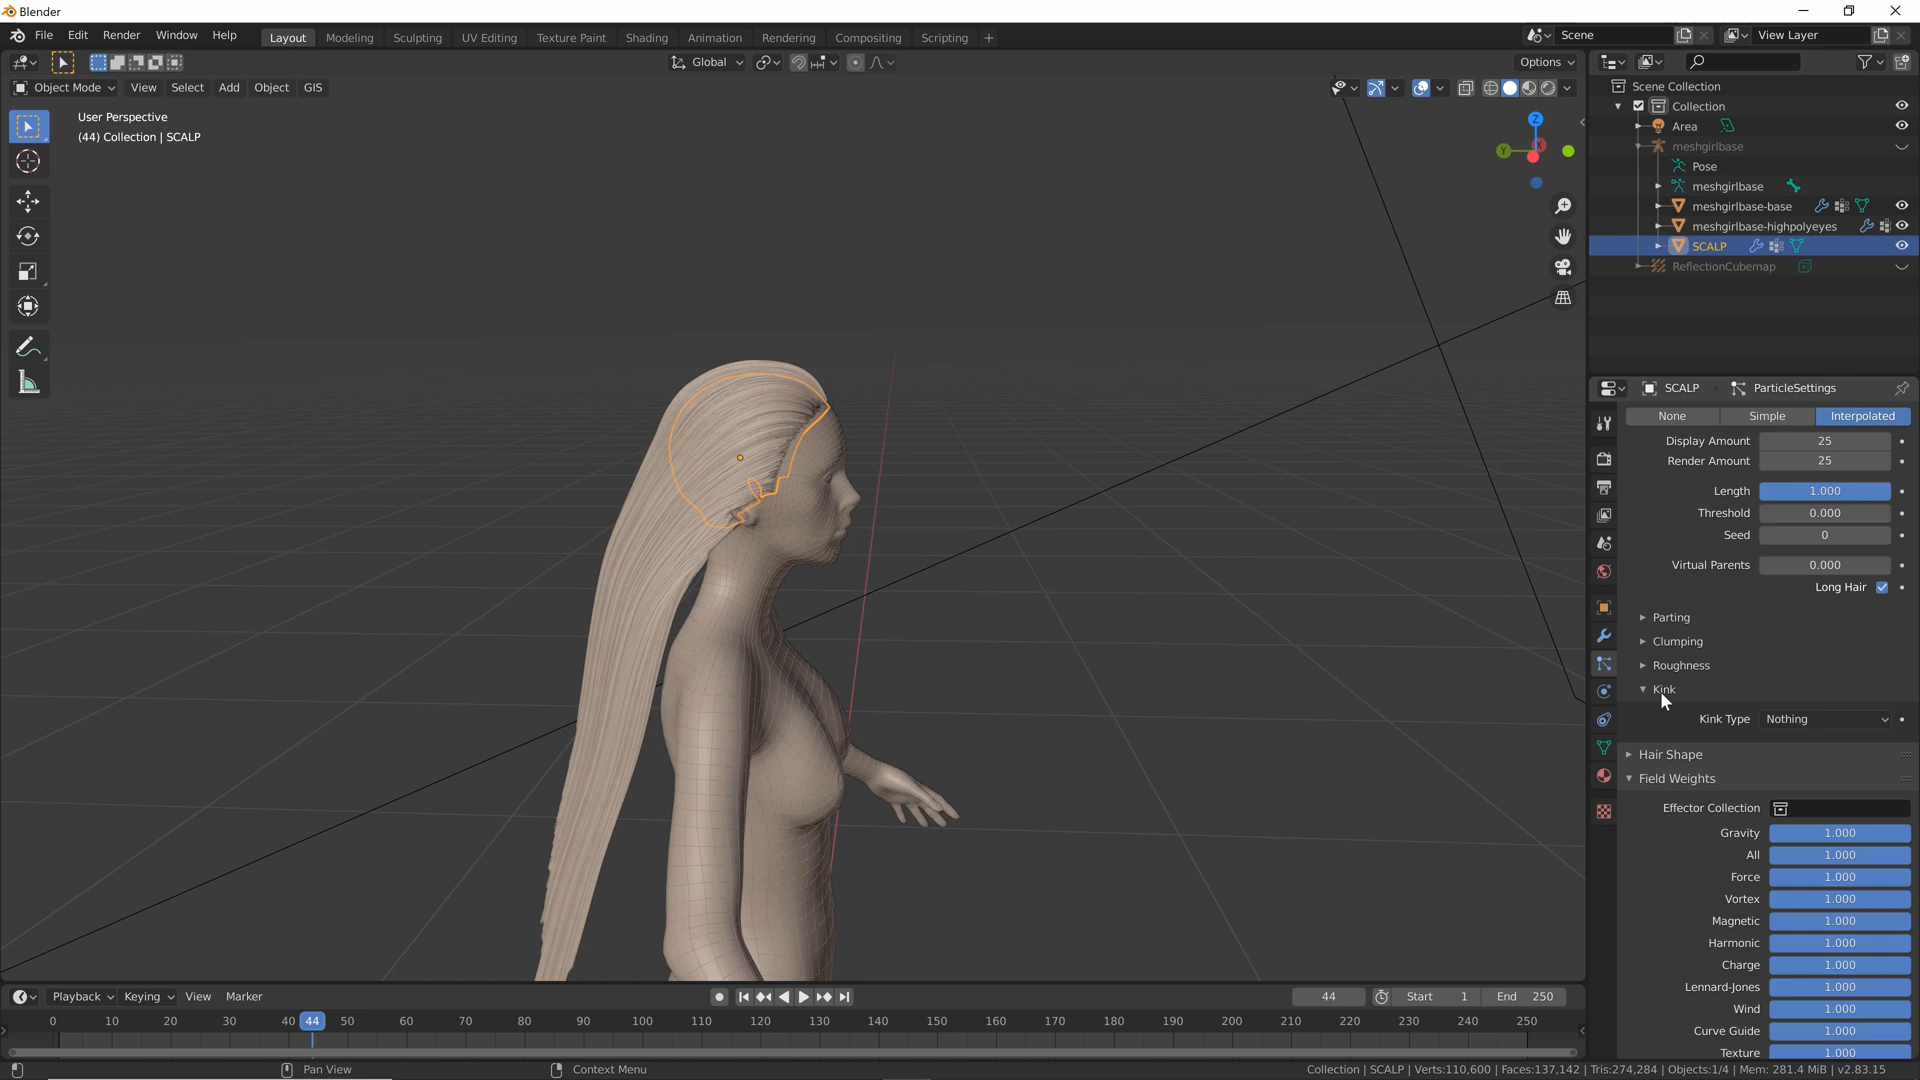 Blender
File Edit Render Window Help Layout Modeling Sculpting UV Editing Texture Paint Shading Animation Rendering Compositing Scripting + Scene View Layer
Global Options
Object Mode View Select Add Object GIS
User Perspective
(44) Collection | SCALP
Z
X
Y
Scene Collection
Collection
Area
meshgirlbase
Pose
meshgirlbase
meshgirlbase-base
meshgirlbase-highpolyeyes
SCALP
ReflectionCubemap
SCALP ParticleSettings
None Simple Interpolated
Display Amount 25
Render Amount 25
Length 1.000
Threshold 0.000
Seed 0
Virtual Parents 0.000
Long Hair
Parting
Clumping
Roughness
Kink
Kink Type Nothing
Hair Shape
Field Weights
Effector Collection
Gravity 1.000
All 1.000
Force 1.000
Vortex 1.000
Magnetic 1.000
Harmonic 1.000
Charge 1.000
Lennard-Jones 1.000
Wind 1.000
Curve Guide 1.000
Texture 1.000
Playback Keying View Marker 44 Start 1 End 250
0 10 20 30 40 44 50 60 70 80 90 100 110 120 130 140 150 160 170 180 190 200 210 220 230 240 250
Pan View Context Menu Collection | SCALP | Verts:110,600 | Faces:137,142 | Tris:274,284 | Objects:1/4 | Mem: 281.4 MiB | v2.83.15